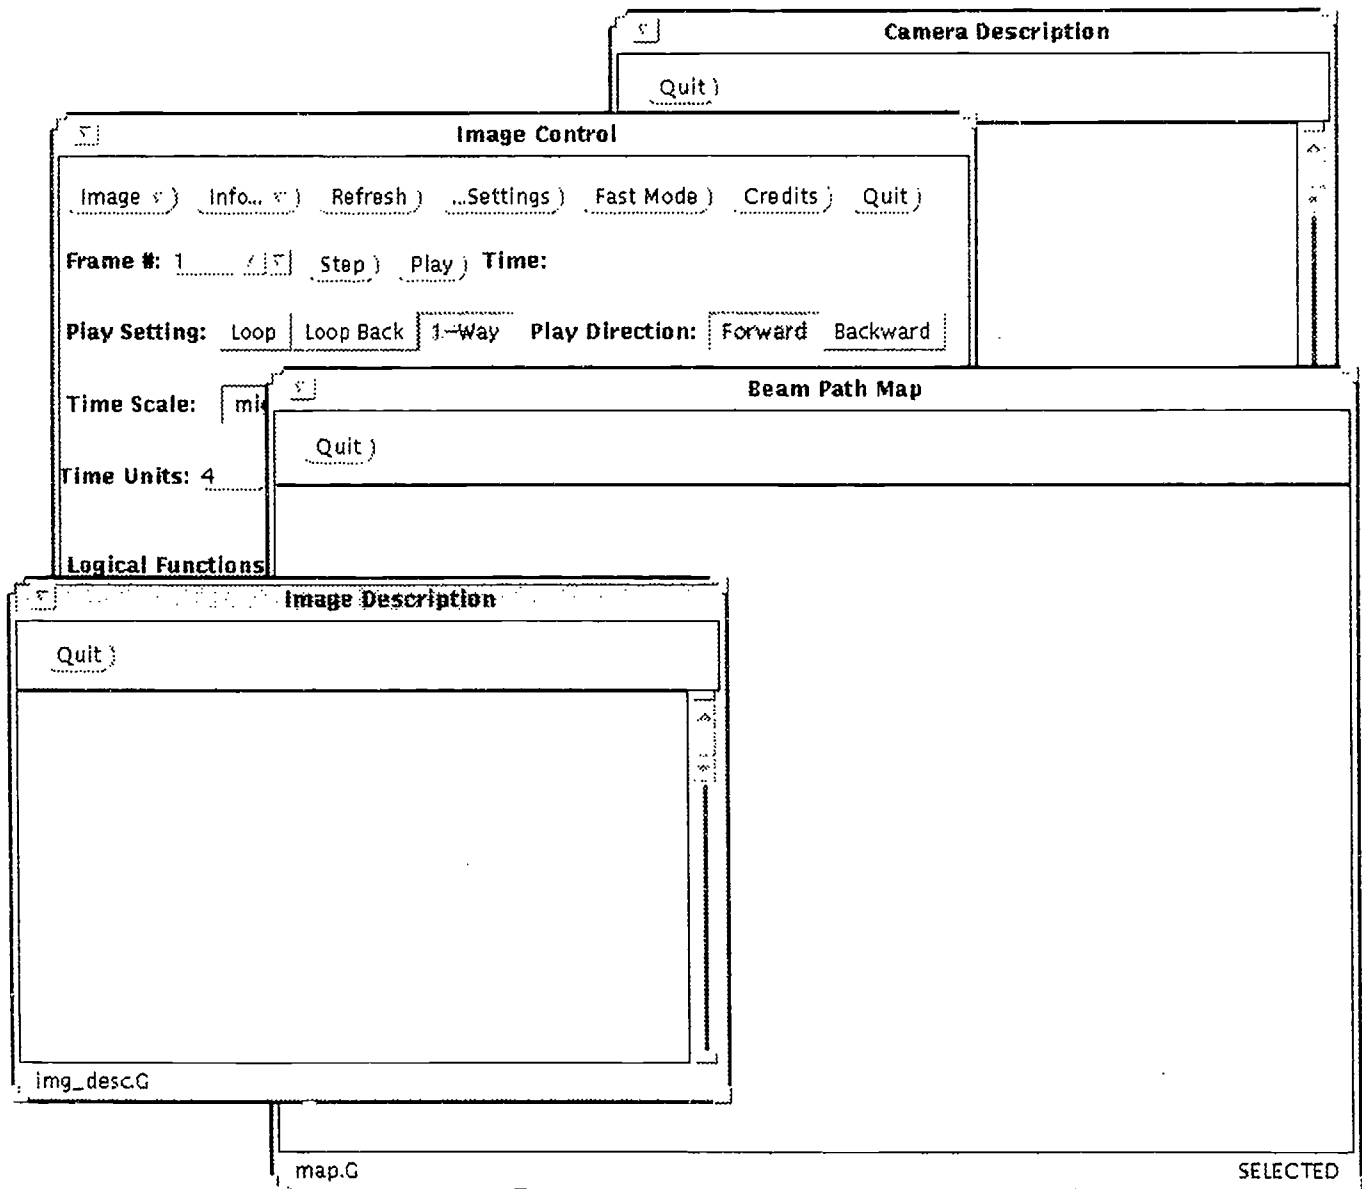 Camera Description
Quit
Image Control
Image Info... Refresh ...Settings Fast Mode Credits Quit
Frame #: 1 Step Play Time:
Play Setting: Loop Loop Back 1-Way Play Direction: Forward Backward
Time Scale:
Beam Path Map
Quit
Time Units: 4
Logical Functions
Image Description
Quit
img_desc.G
map.G SELECTED